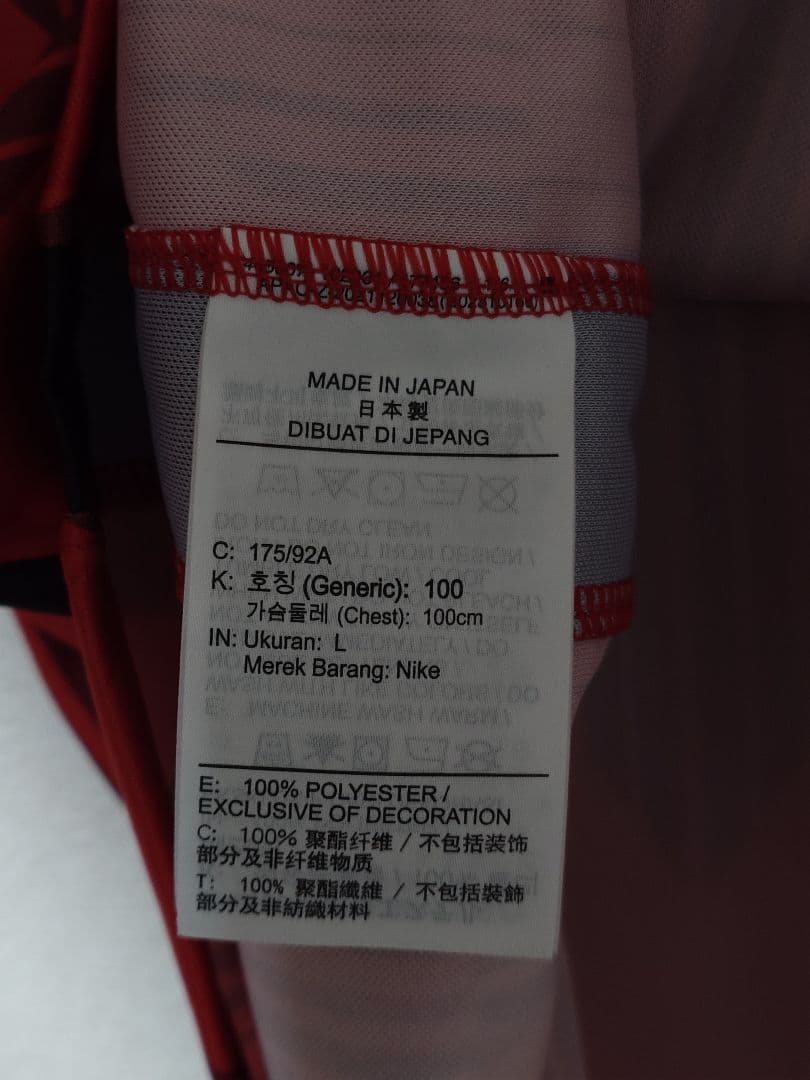 MADE IN JAPAN
日本製
DIBUAT DI JEPANG
C: 175/92A
K: 호칭 (Generic): 100
가슴둘레 (Chest): 100cm
IN: Ukuran: L
Merek Barang: Nike
E: 100% POLYESTER /
EXCLUSIVE OF DECORATION
C: 100% 聚酯纤维 / 不包括装饰
部分及非纤维物质
T: 100% 聚酯纖維 / 不包括裝飾
部分及非紡織材料